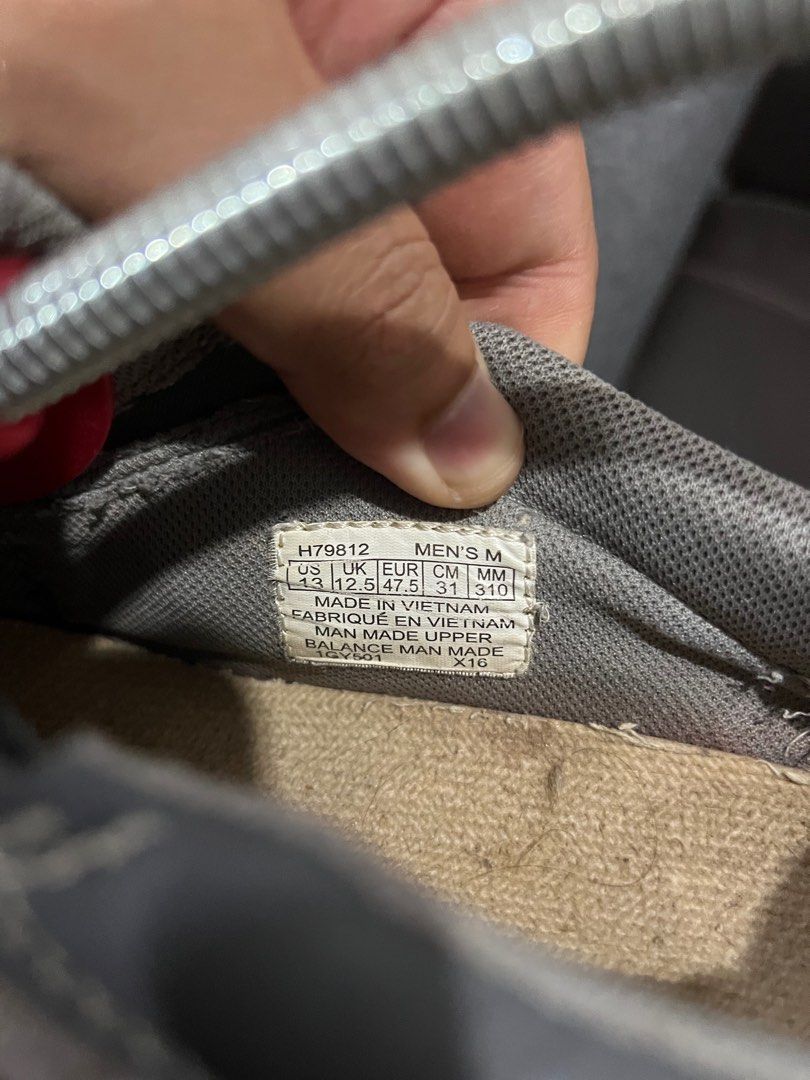 H79812 MEN'S M
US UK EUR CM MM
13 12.5 47.5 31 310
MADE IN VIETNAM
FABRIQUÉ EN VIETNAM
MAN MADE UPPER
BALANCE MAN MADE
1GY501 X16